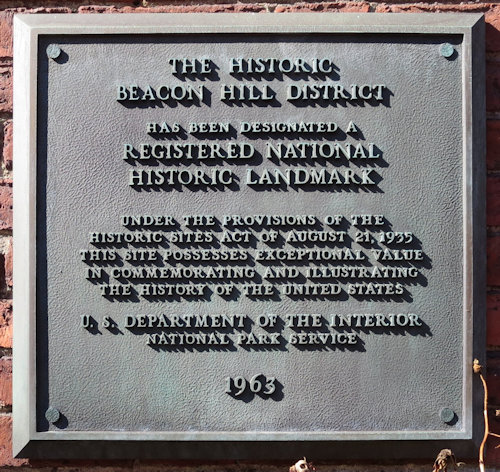 THE HISTORIC
BEACON HILL DISTRICT
HAS BEEN DESIGNATED A
REGISTERED NATIONAL
HISTORIC LANDMARK
UNDER THE PROVISIONS OF THE
HISTORIC SITES ACT OF AUGUST 21, 1935
THIS SITE POSSESSES EXCEPTIONAL VALUE
IN COMMEMORATING AND ILLUSTRATING
THE HISTORY OF THE UNITED STATES
U. S. DEPARTMENT OF THE INTERIOR
NATIONAL PARK SERVICE
1963